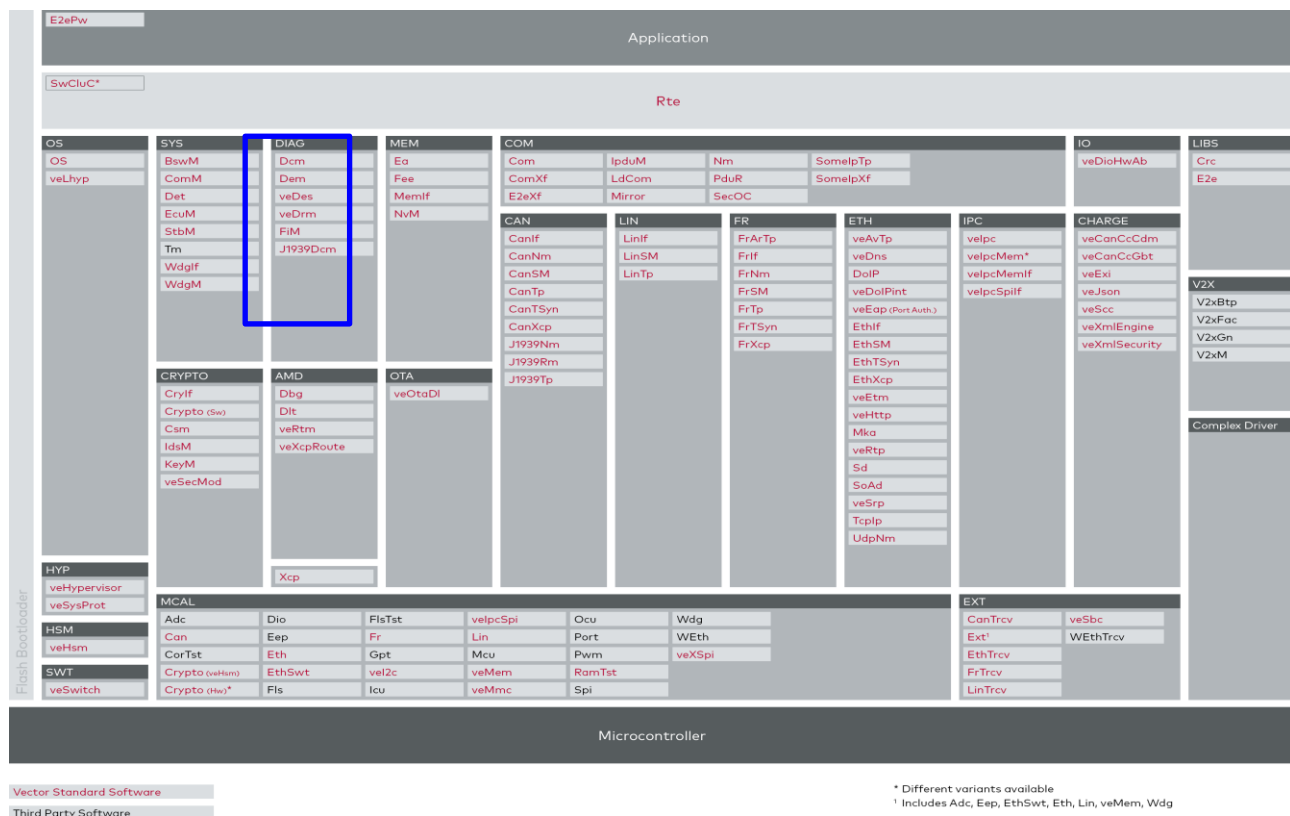 E2ePw
Application
SwCluC*
Rte
OS
OS
veLhyp
SYS
BswM
ComM
Det
EcuM
StbM
Tm
WdgIf
WdgM
DIAG
Dcm
Dem
veDes
veDrm
FiM
J1939Dcm
MEM
Ea
Fee
MemIf
NvM
COM
Com IpduM Nm SomeIpTp
ComXf LdCom PduR SomeIpXf
E2eXf Mirror SecOC
IO
veDioHwAb
LIBS
Crc
E2e
CAN
CanIf
CanNm
CanSM
CanTp
CanTSyn
CanXcp
J1939Nm
J1939Rm
J1939Tp
LIN
LinIf
LinSM
LinTp
FR
FrArTp
FrIf
FrNm
FrSM
FrTp
FrTSyn
FrXcp
ETH
veAvTp
veDns
DoIP
veDoIPint
veEap (Port Auth.)
EthIf
EthSM
EthTSyn
EthXcp
veEtm
veHttp
Mka
veRtp
Sd
SoAd
veSrp
TcpIp
UdpNm
IPC
veIpc
veIpcMem*
veIpcMemIf
veIpcSpiIf
CHARGE
veCanCcCdm
veCanCcGbt
veExi
veJson
veScc
veXmlEngine
veXmlSecurity
V2X
V2xBtp
V2xFac
V2xGn
V2xM
CRYPTO
CryIf
Crypto (Sw)
Csm
IdsM
KeyM
veSecMod
AMD
Dbg
Dlt
veRtm
veXcpRoute
OTA
veOtaDl
Complex Driver
Xcp
HYP
veHypervisor
veSysProt
HSM
veHsm
SWT
veSwitch
MCAL
Adc Dio FlsTst veIpcSpi Ocu Wdg
Can Eep Fr Lin Port WEth
CorTst Eth Gpt Mcu Pwm veXSpi
Crypto (veHsm) EthSwt veI2c veMem RamTst
Crypto (Hw)* Fls Icu veMmc Spi
EXT
CanTrcv veSbc
Ext¹ WEthTrcv
EthTrcv
FrTrcv
LinTrcv
Flash Bootloader
Microcontroller
Vector Standard Software
Third Party Software
* Different variants available
¹ Includes Adc, Eep, EthSwt, Eth, Lin, veMem, Wdg